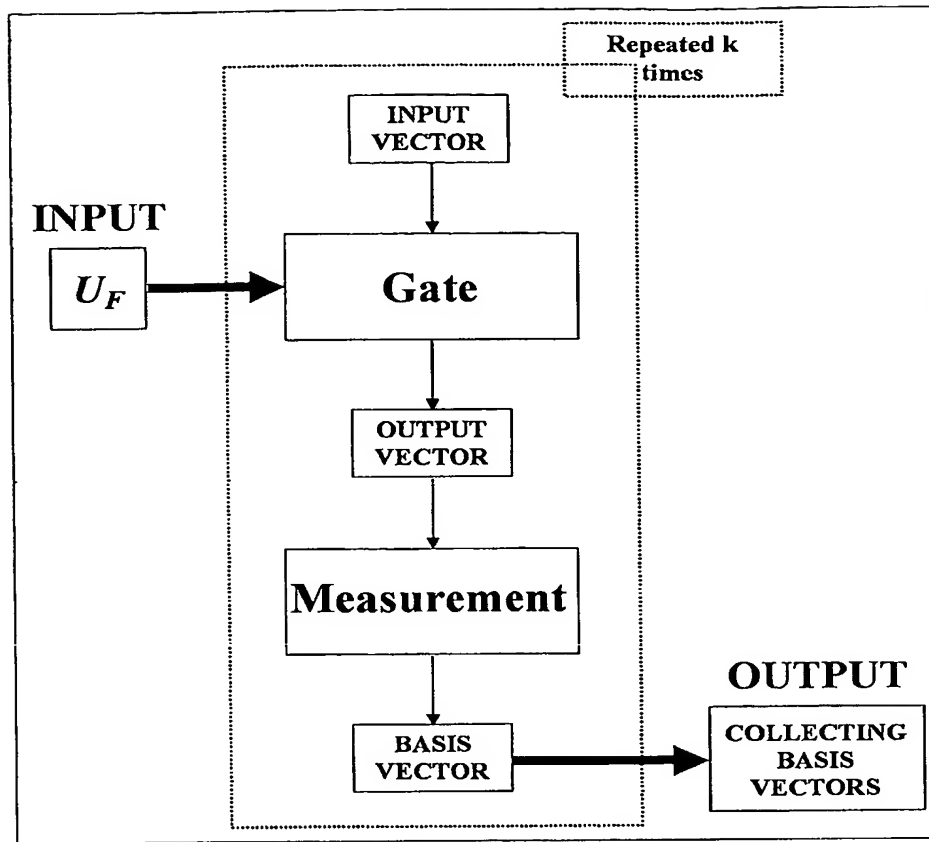 Repeated k
times
INPUT
VECTOR
INPUT
U_F
Gate
OUTPUT
VECTOR
Measurement
BASIS
VECTOR
OUTPUT
COLLECTING
BASIS
VECTORS